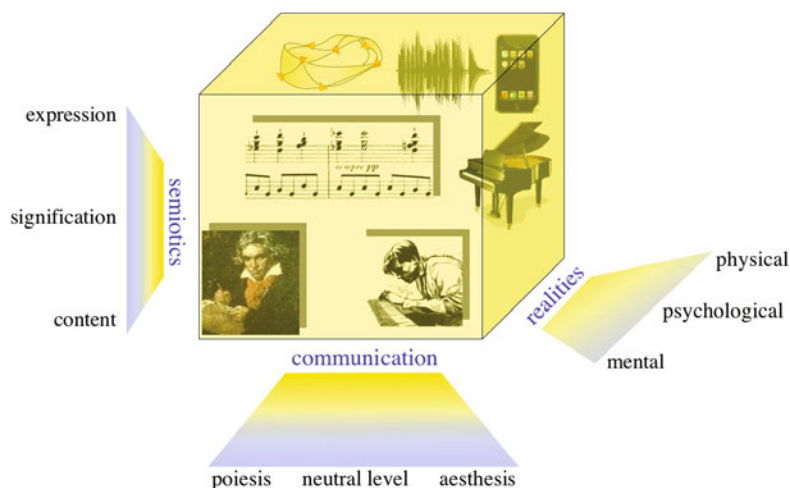 expression
signification
content
semiotics
communication
poiesis neutral level aesthesis
realities
physical
psychological
mental